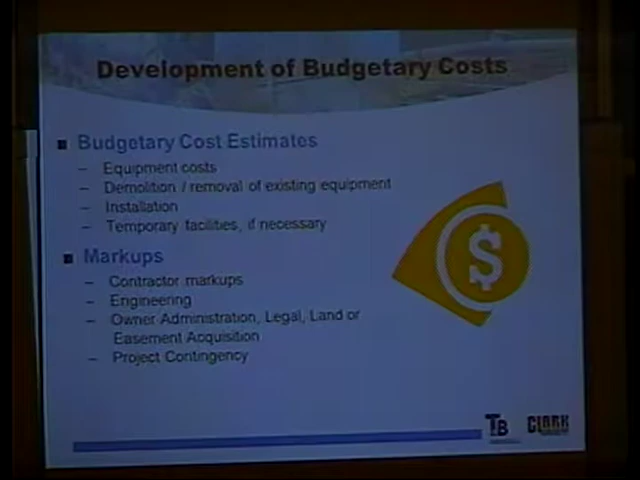 Development of Budgetary Costs
Budgetary Cost Estimates
– Equipment costs
– Demolition / removal of existing equipment
– Installation
– Temporary facilities, if necessary
Markups
– Contractor markups
– Engineering
– Owner Administration, Legal, Land or
Easement Acquisition
– Project Contingency
$
TB
CLARK